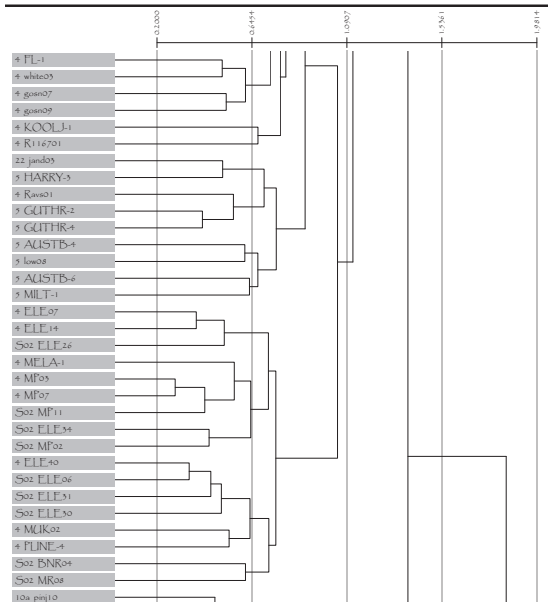 0.2000
0.6454
1.0907
1.5361
1.9814
4 PL-1
4 white03
4 gosn07
4 gosn09
4 KOOLJ-1
4 R116701
22 jand03
5 HARRY-3
4 Ravs01
5 GUTHR-2
5 GUTHR-4
5 AUSTB-4
5 low08
5 AUSTB-6
5 MILT-1
4 ELE07
4 ELE14
S02 ELE26
4 MELA-1
4 MP03
4 MP07
S02 MP11
S02 ELE34
S02 MP02
4 ELE40
S02 ELE06
S02 ELE31
S02 ELE30
4 MUK02
4 PLINE-4
S02 BNR04
S02 MR08
10a pinj10